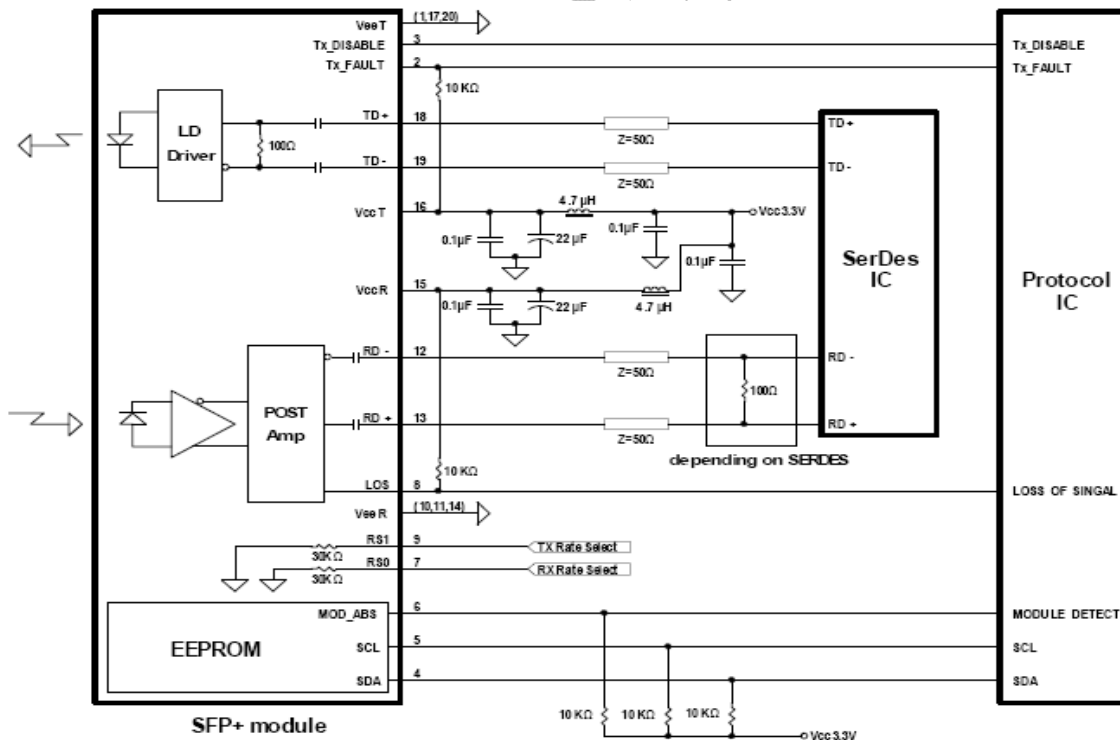 Vee T (1,17,20)
Tx_DISABLE 3 Tx_DISABLE
Tx_FAULT 2 Tx_FAULT
10 KΩ
LD Driver
100Ω
TD + 18 Z=50Ω TD +
TD - 19 Z=50Ω TD -
4.7 µH
Vcc T 16 Vcc3.3V
0.1µF 22 µF 0.1µF
0.1µF
SerDes IC
Protocol IC
Vcc R 15
0.1µF 22 µF 4.7 µH
RD - 12 Z=50Ω RD -
100Ω
POST Amp
RD + 13 Z=50Ω RD +
depending on SERDES
10 KΩ
LOS 8 LOSS OF SINGAL
Vee R (10,11,14)
RS1 9 TX Rate Select
30KΩ
RS0 7 RX Rate Select
30KΩ
MOD_ABS 6 MODULE DETECT
EEPROM
SCL 5 SCL
SDA 4 SDA
10 KΩ 10 KΩ 10 KΩ
SFP+ module
Vcc3.3V